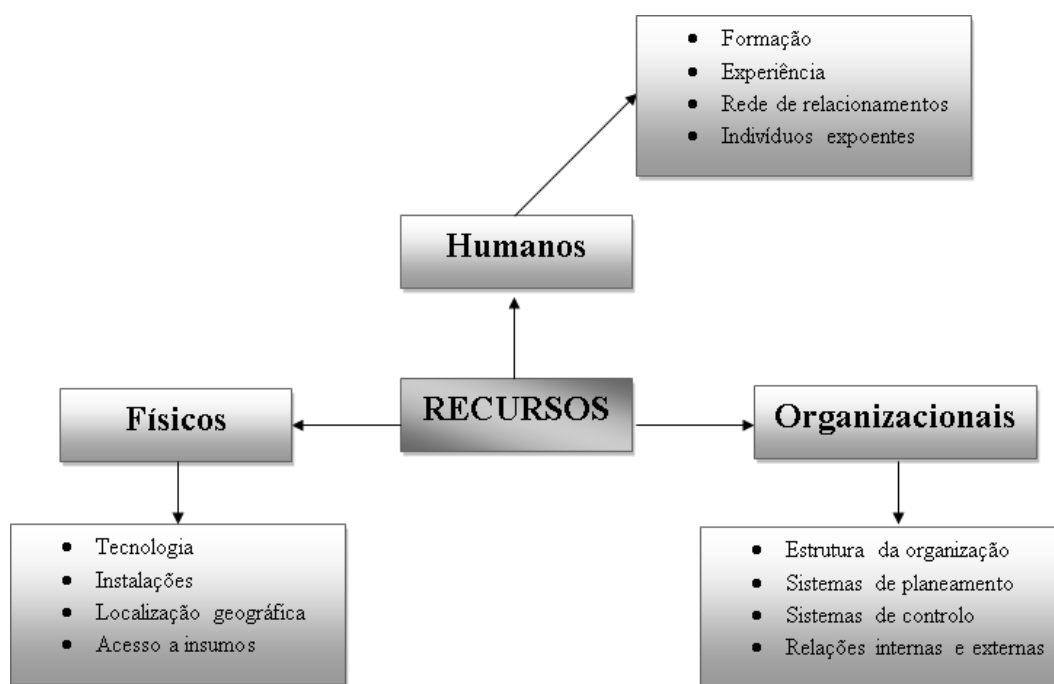 Formação
Experiência
Rede de relacionamentos
Indivíduos expoentes
Humanos
RECURSOS
Físicos
Organizacionais
Tecnologia
Instalações
Localização geográfica
Acesso a insumos
Estrutura da organização
Sistemas de planeamento
Sistemas de controlo
Relações internas e externas